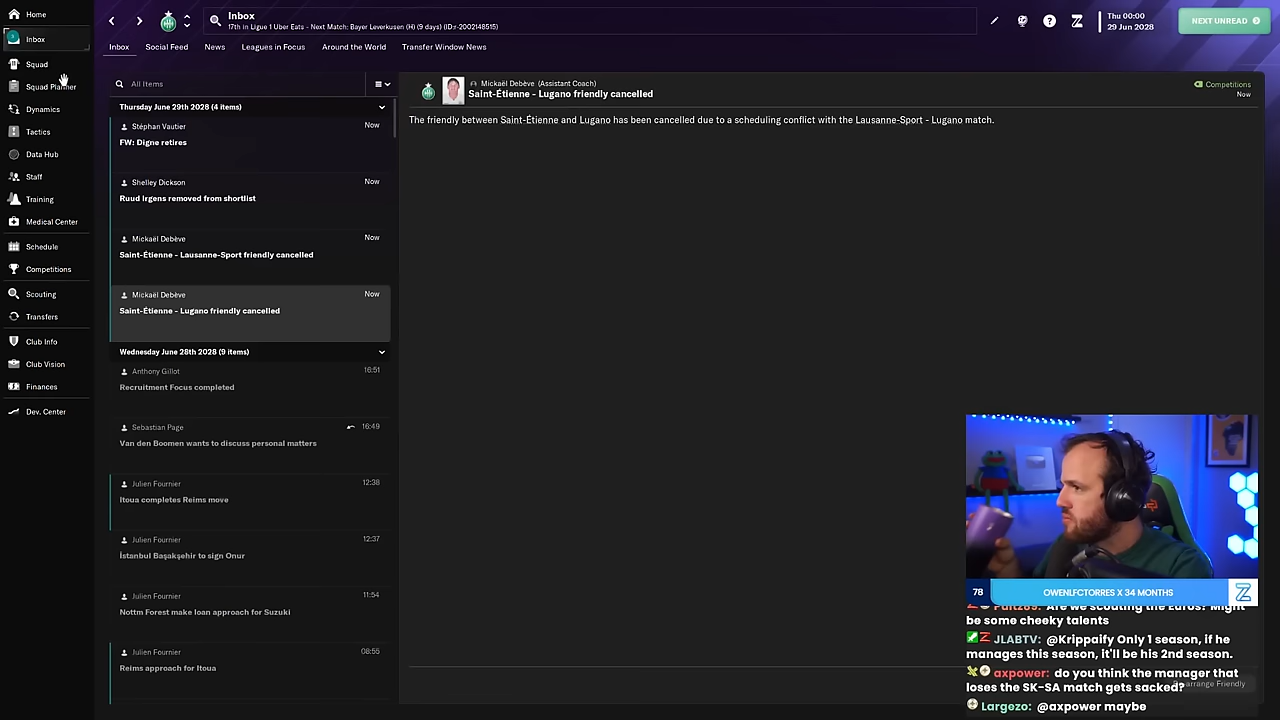 Home
Inbox
Squad
Squad Planner
Dynamics
Tactics
Data Hub
Staff
Training
Medical Center
Schedule
Competitions
Scouting
Transfers
Club Info
Club Vision
Finances
Dev. Center
Inbox
17th in Ligue 1 Uber Eats - Next Match: Bayer Leverkusen (H) (9 days) (ID:r-2002148515)
Thu 00:00
29 Jun 2028
NEXT UNREAD
Inbox
Social Feed
News
Leagues in Focus
Around the World
Transfer Window News
All Items
Thursday June 29th 2028 (4 items)
Stéphan Vautier
Now
FW: Digne retires
Shelley Dickson
Now
Ruud Irgens removed from shortlist
Mickaël Debève
Now
Saint-Étienne - Lausanne-Sport friendly cancelled
Mickaël Debève
Now
Saint-Étienne - Lugano friendly cancelled
Wednesday June 28th 2028 (9 items)
Anthony Gillot
16:51
Recruitment Focus completed
Sebastian Page
16:49
Van den Boomen wants to discuss personal matters
Julien Fournier
12:38
Itoua completes Reims move
Julien Fournier
12:37
İstanbul Başakşehir to sign Onur
Julien Fournier
11:54
Nottm Forest make loan approach for Suzuki
Julien Fournier
08:55
Reims approach for Itoua
Mickaël Debève (Assistant Coach)
Saint-Étienne - Lugano friendly cancelled
Competitions
Now
The friendly between Saint-Étienne and Lugano has been cancelled due to a scheduling conflict with the Lausanne-Sport - Lugano match.
78
OWENLFCTORRES X 34 MONTHS
Z
Are we scouting the Euros? Might
be some cheeky talents
JLABTV: @Krippaify Only 1 season, if he
manages this season, it'll be his 2nd season.
axpower: do you think the manager that
loses the SK-SA match gets sacked?
Largezo: @axpower maybe
arrange Friendly